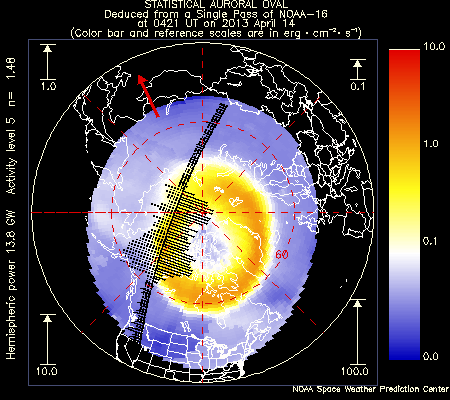 STATISTICAL AURORAL OVAL
Deduced from a Single Pass of NOAA-16
at 0421 UT on 2013 April 14
(Color bar and reference scales are in erg · cm⁻² · s⁻¹)
1.0
0.1
10.0
1.0
0.1
0.0
60
10.0
100.0
Hemispheric power 13.8 GW Activity level 5 n= 1.48
NOAA Space Weather Prediction Center